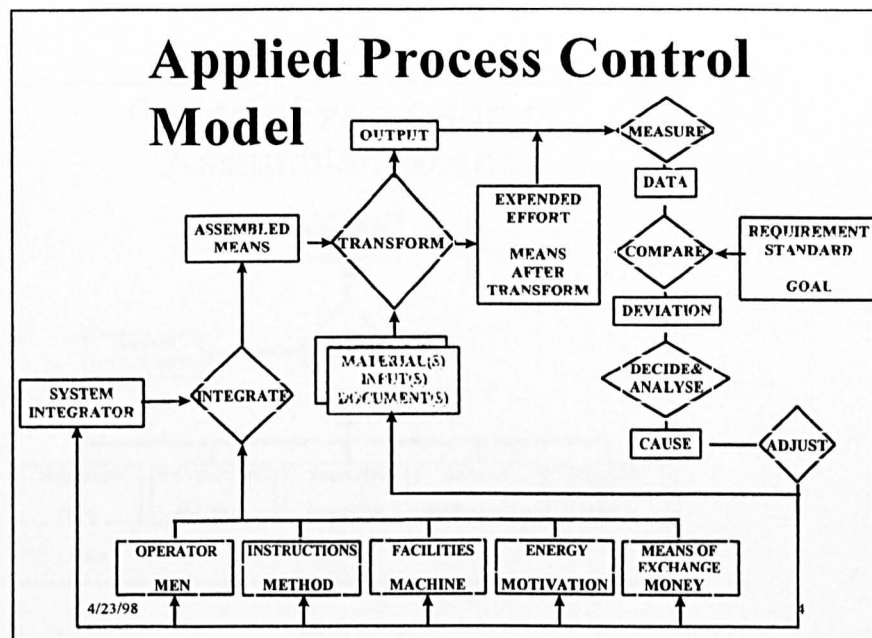 Applied Process Control
Model
OUTPUT
MEASURE
DATA
EXPENDED
EFFORT
MEANS
AFTER
TRANSFORM
ASSEMBLED
MEANS
TRANSFORM
COMPARE
REQUIREMENT
STANDARD
GOAL
DEVIATION
MATERIAL(S)
INPUT(S)
DOCUMENT(S)
DECIDE&
ANALYSE
SYSTEM
INTEGRATOR
INTEGRATE
CAUSE
ADJUST
OPERATOR
MEN
INSTRUCTIONS
METHOD
FACILITIES
MACHINE
ENERGY
MOTIVATION
MEANS OF
EXCHANGE
MONEY
4/23/98
4